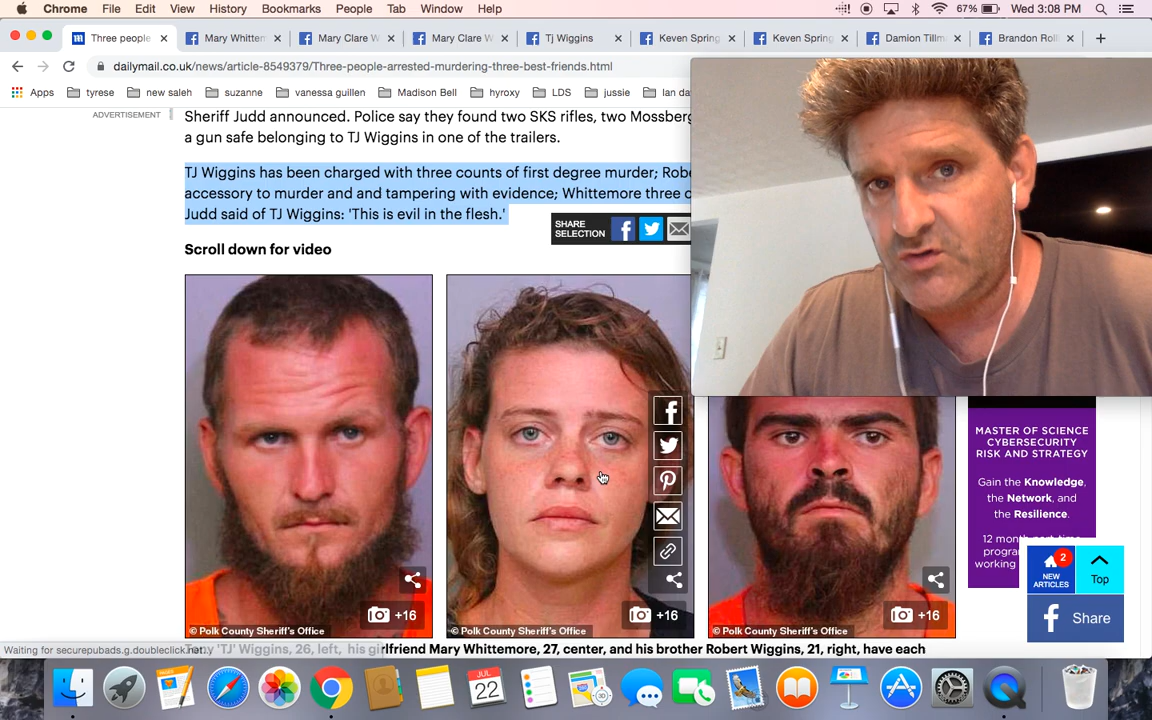 Chrome File Edit View History Bookmarks People Tab Window Help 67% Wed 3:08 PM
Three people Mary Whittem Mary Clare W Mary Clare W Tj Wiggins Keven Spring Keven Spring Damion Tillm Brandon Roll
dailymail.co.uk/news/article-8549379/Three-people-arrested-murdering-three-best-friends.html
Apps tyrese new saleh suzanne vanessa guillen Madison Bell hyroxy LDS jussie Ian da
ADVERTISEMENT
Sheriff Judd announced. Police say they found two SKS rifles, two Mossberg
a gun safe belonging to TJ Wiggins in one of the trailers.
TJ Wiggins has been charged with three counts of first degree murder; Robe
accessory to murder and and tampering with evidence; Whittemore three c
Judd said of TJ Wiggins: 'This is evil in the flesh.'
SHARE
SELECTION
Scroll down for video
MASTER OF SCIENCE
CYBERSECURITY
RISK AND STRATEGY
Gain the Knowledge,
the Network, and
the Resilience.
12 month part-time
progra
working
2
NEW
ARTICLES
Top
Share
+16
+16
+16
© Polk County Sheriff's Office
© Polk County Sheriff's Office
© Polk County Sheriff's Office
Waiting for securepubads.g.doubleclick.net...
'TJ' Wiggins, 26, left, his girlfriend Mary Whittemore, 27, center, and his brother Robert Wiggins, 21, right, have each
JUL
22
3D